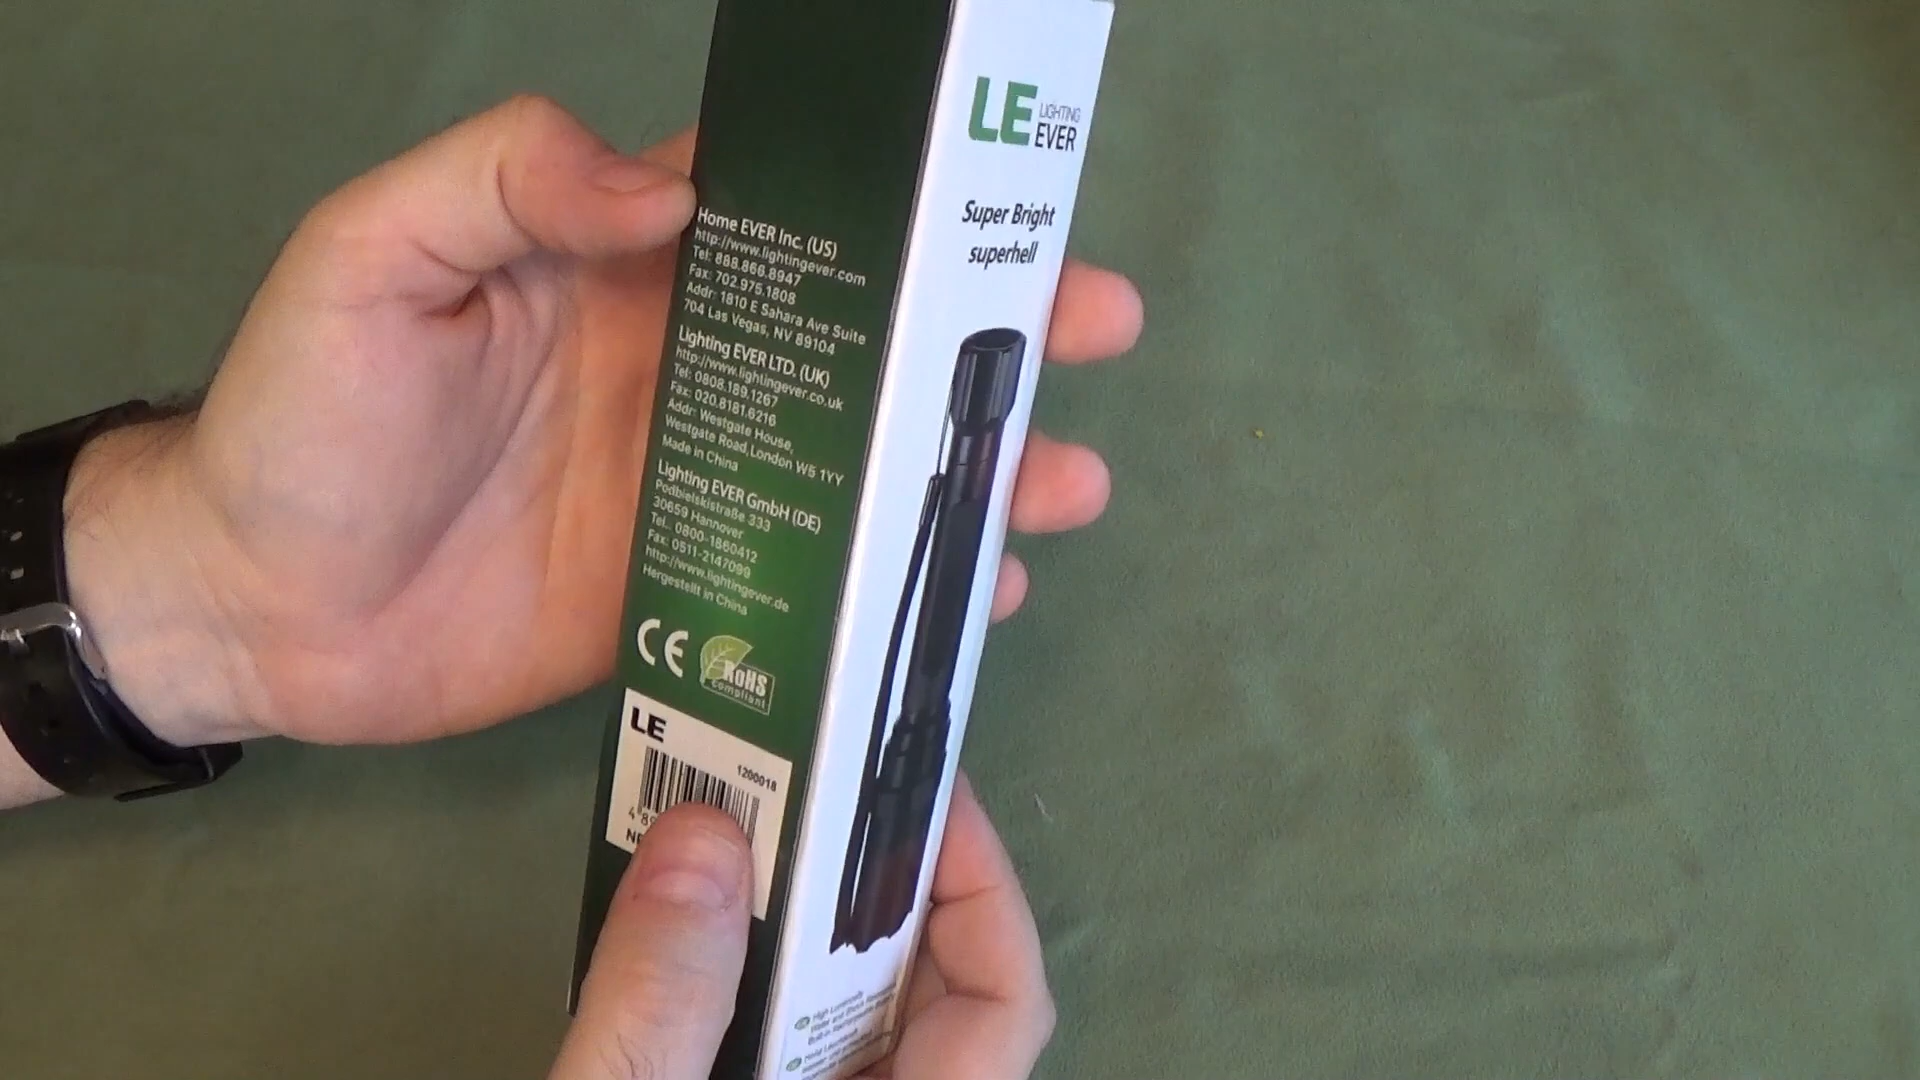 Home EVER Inc. (US)
http://www.lightingever.com
Tel: 888.866.8947
Fax: 702.975.1808
Addr: 1810 E Sahara Ave Suite
704 Las Vegas, NV 89104
Lighting EVER LTD. (UK)
http://www.lightingever.co.uk
Tel: 0808.189.1267
Fax: 020.8181.6216
Addr: Westgate House,
Westgate Road,London W5 1YY
Made in China
Lighting EVER GmbH (DE)
Podbielskistraße 333
30659 Hannover
Tel.: 0800-1860412
Fax: 0511-2147099
http://www.lightingever.de
Hergestellt in China
CE
RoHS
compliant
LE
1200018
LE LIGHTING
EVER
Super Bright
superhell
High Luminosity